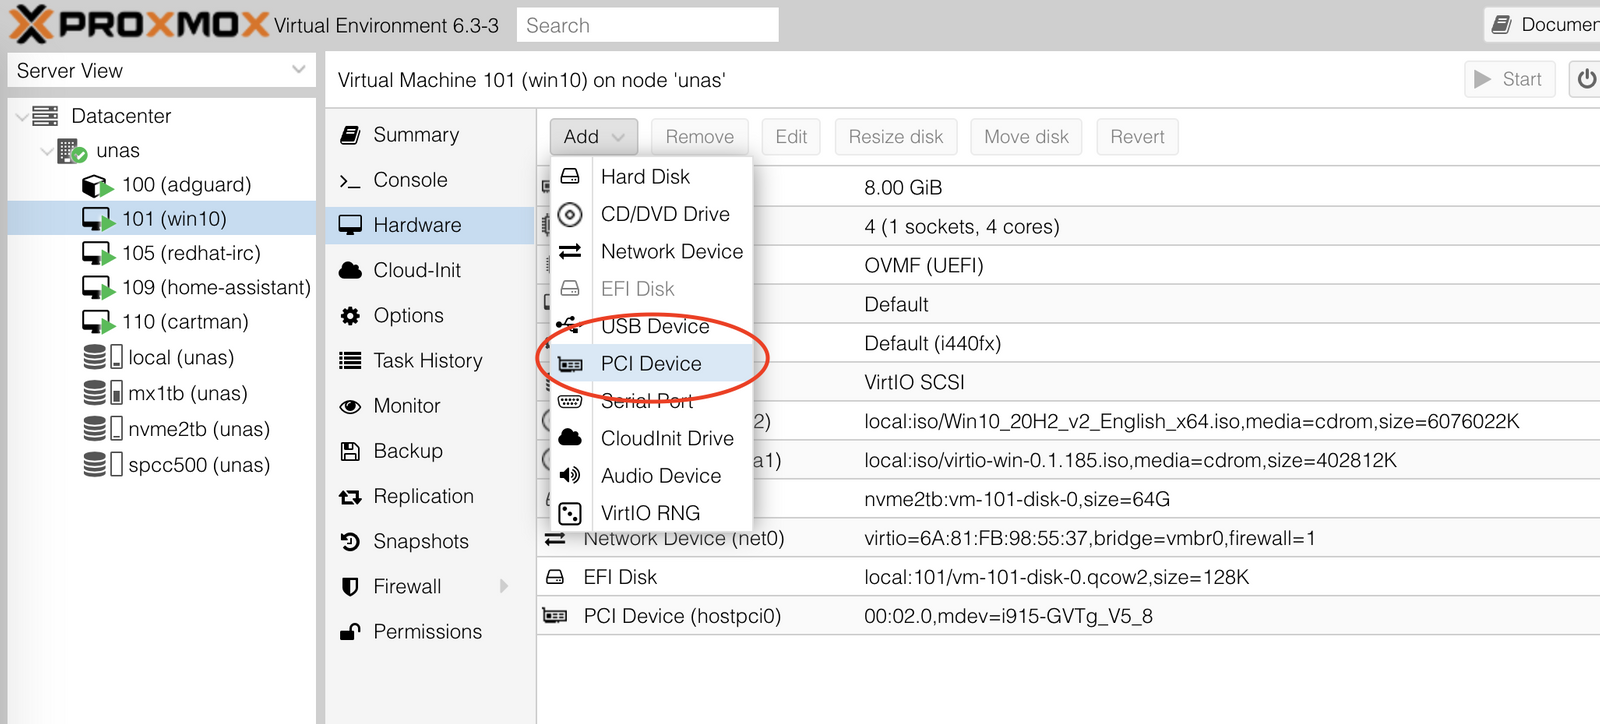 PROXMOX Virtual Environment 6.3-3 Search Documen
Server View
Virtual Machine 101 (win10) on node 'unas' Start
Datacenter
unas
100 (adguard)
101 (win10)
105 (redhat-irc)
109 (home-assistant)
110 (cartman)
local (unas)
mx1tb (unas)
nvme2tb (unas)
spcc500 (unas)
Summary
Console
Hardware
Cloud-Init
Options
Task History
Monitor
Backup
Replication
Snapshots
Firewall
Permissions
Add Remove Edit Resize disk Move disk Revert
Hard Disk
CD/DVD Drive
Network Device
EFI Disk
USB Device
PCI Device
Serial Port
CloudInit Drive
Audio Device
VirtIO RNG
8.00 GiB
4 (1 sockets, 4 cores)
OVMF (UEFI)
Default
Default (i440fx)
VirtIO SCSI
2) local:iso/Win10_20H2_v2_English_x64.iso,media=cdrom,size=6076022K
a1) local:iso/virtio-win-0.1.185.iso,media=cdrom,size=402812K
nvme2tb:vm-101-disk-0,size=64G
Network Device (net0) virtio=6A:81:FB:98:55:37,bridge=vmbr0,firewall=1
EFI Disk local:101/vm-101-disk-0.qcow2,size=128K
PCI Device (hostpci0) 00:02.0,mdev=i915-GVTg_V5_8